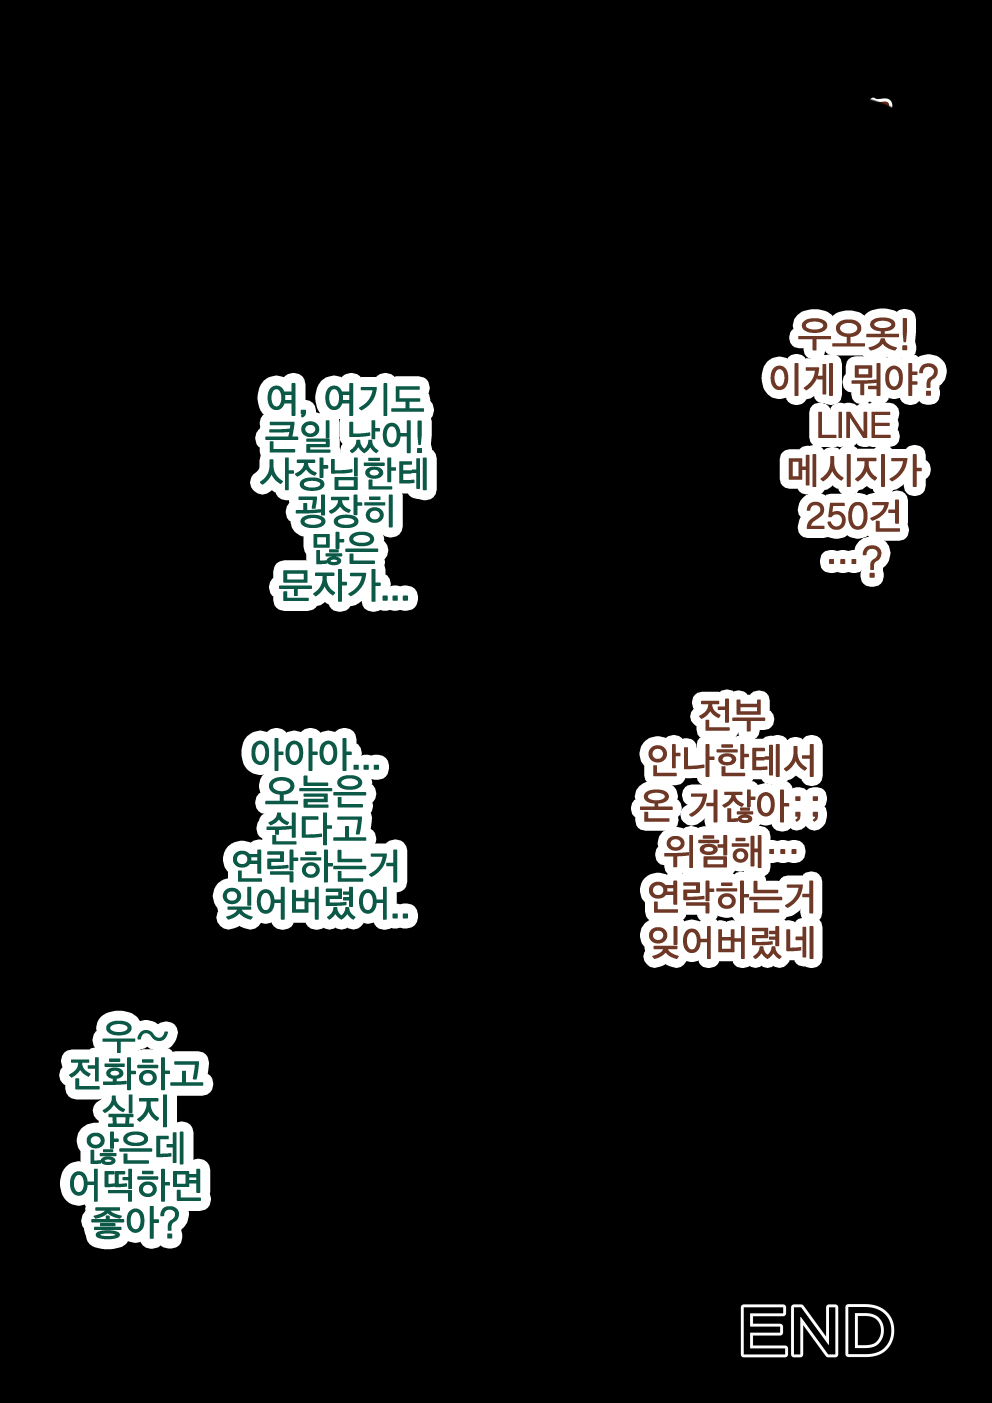 우오옷!
이게 뭐야?
LINE
메시지가
250건
…?
여, 여기도
큰일 났어!
사장님한테
굉장히
많은
문자가...
전부
안나한테서
온 거잖아;;
위험해…
연락하는거
잊어버렸네
아아아...
오늘은
쉰다고
연락하는거
잊어버렸어..
우~
전화하고
싶지
않은데
어떡하면
좋아?
END